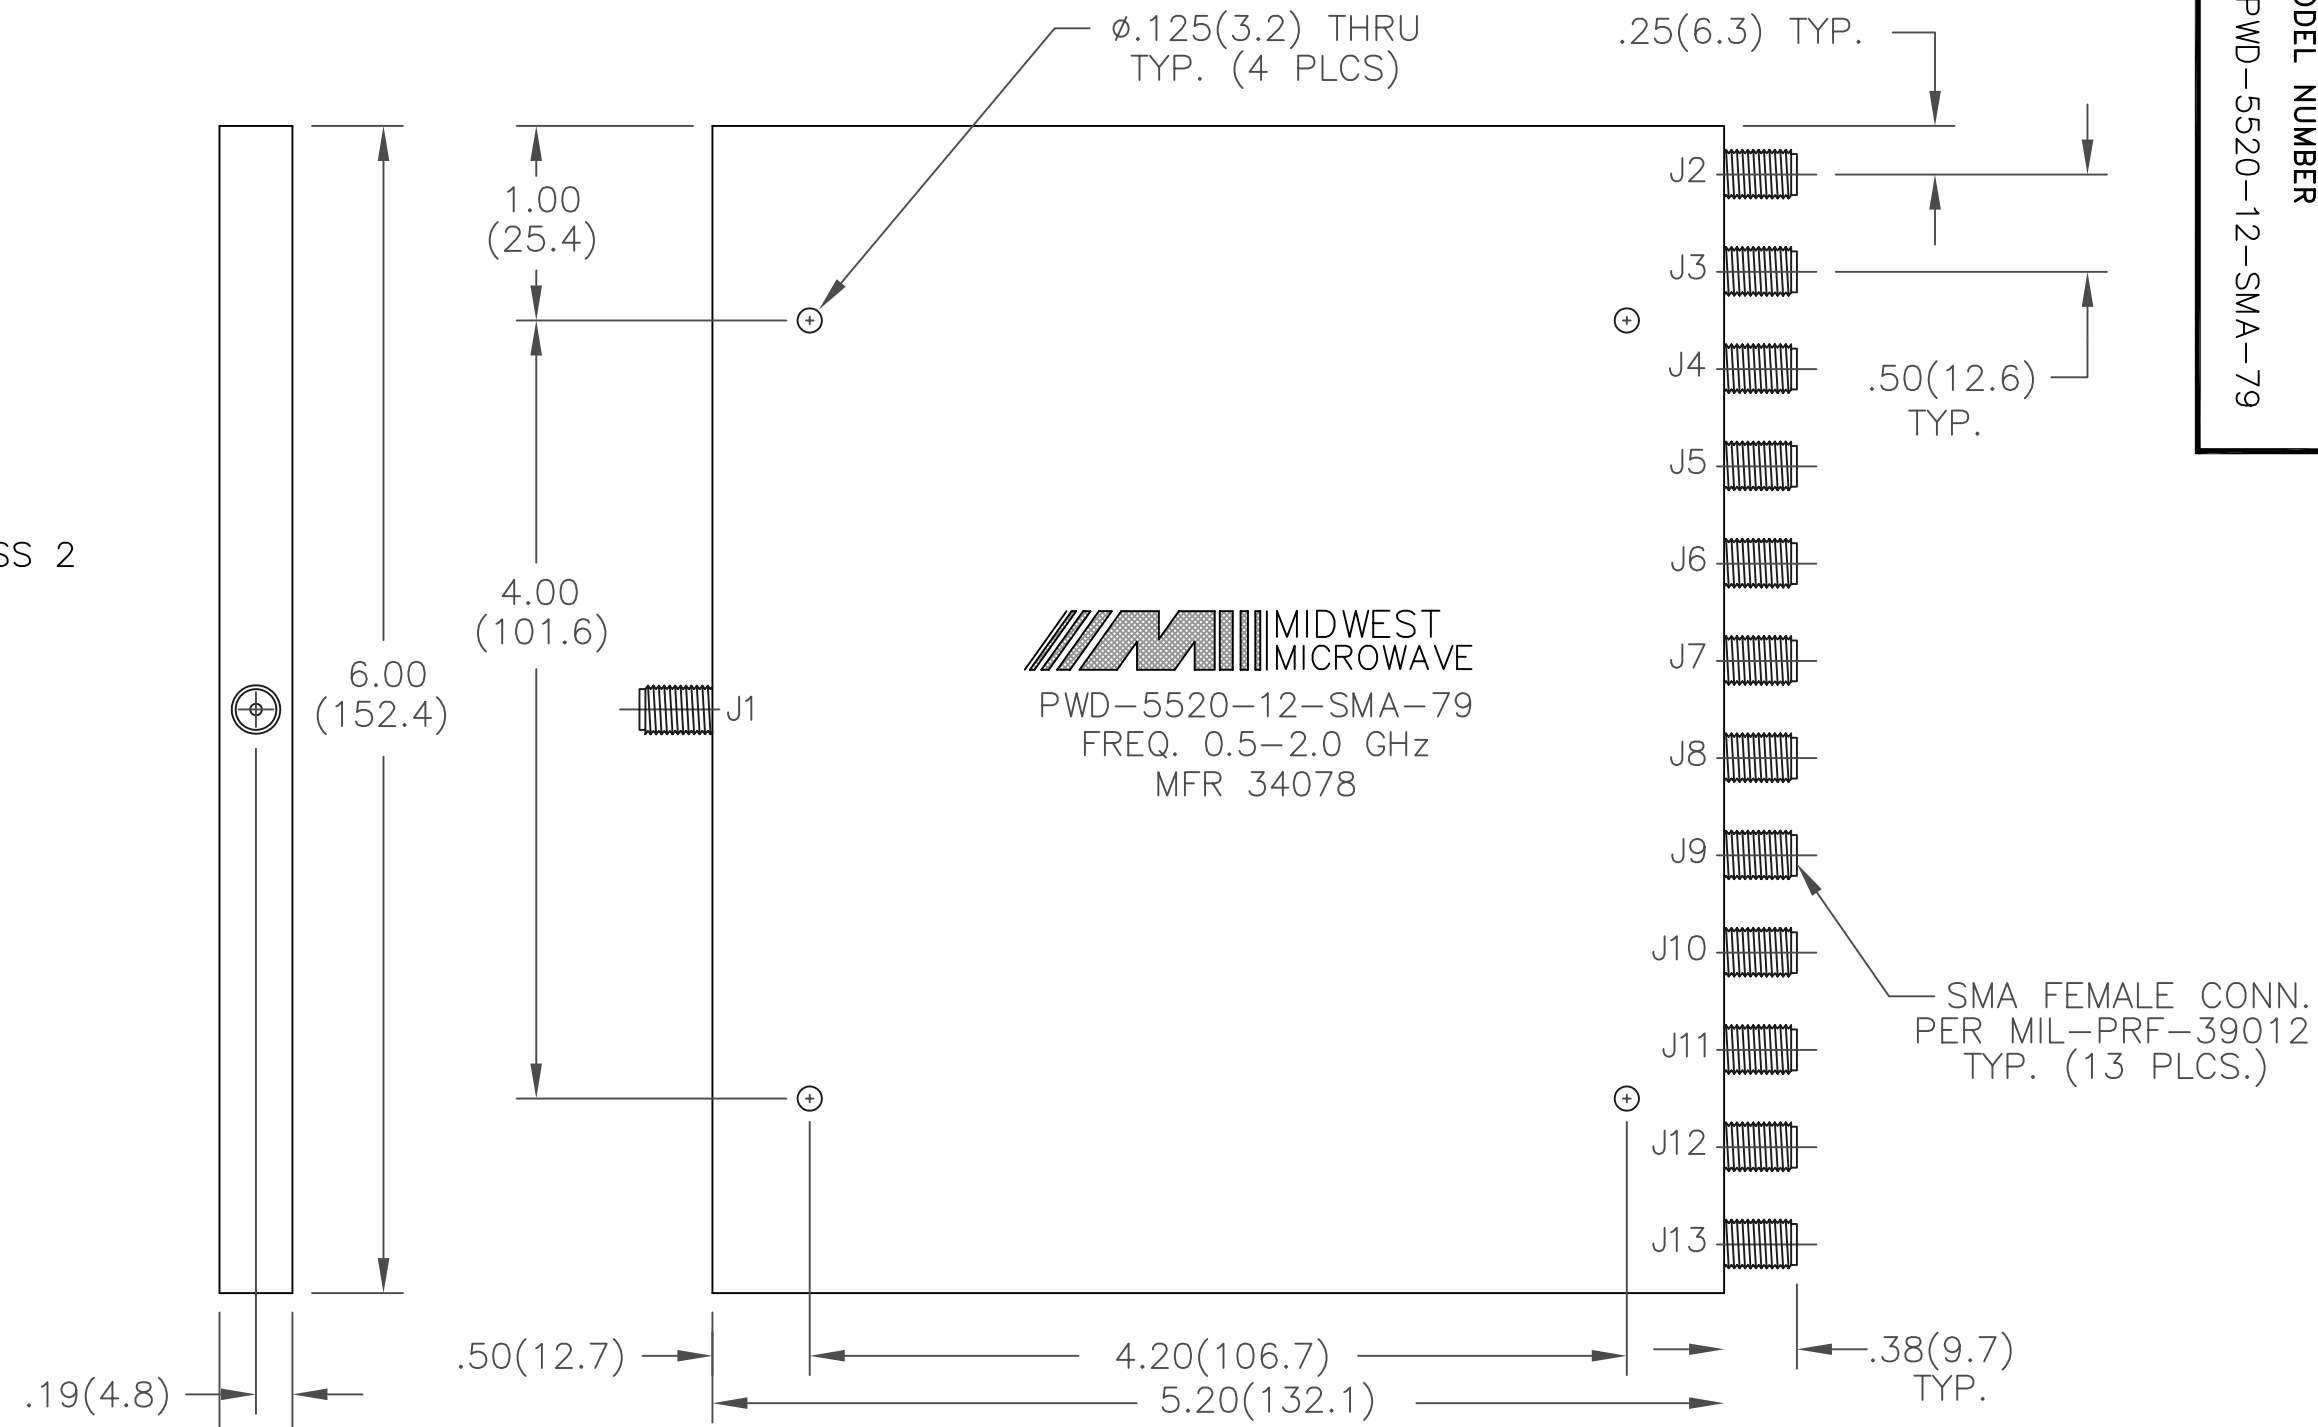 Ø.125(3.2) THRU
TYP. (4 PLCS)
.25(6.3) TYP.
NUMBER
PWD-5520-12-SMA-79
1.00
(25.4)
J2
J3
J4
.50(12.6)
TYP.
J5
SS 2
J6
4.00
(101.6)
6.00
(152.4)
MIDWEST
MICROWAVE
PWD-5520-12-SMA-79
FREQ. 0.5-2.0 GHz
MFR 34078
J1
J7
J8
J9
J10
SMA FEMALE CONN.
PER MIL-PRF-39012
TYP. (13 PLCS.)
J11
J12
J13
.50(12.7)
4.20(106.7)
.38(9.7)
TYP.
.19(4.8)
5.20(132.1)